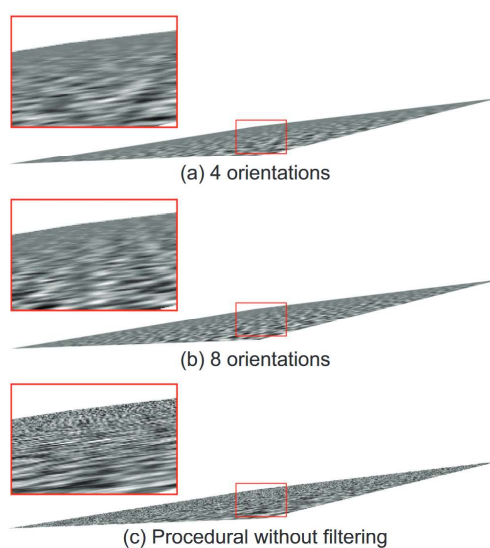 (a) 4 orientations
(b) 8 orientations
(c) Procedural without filtering